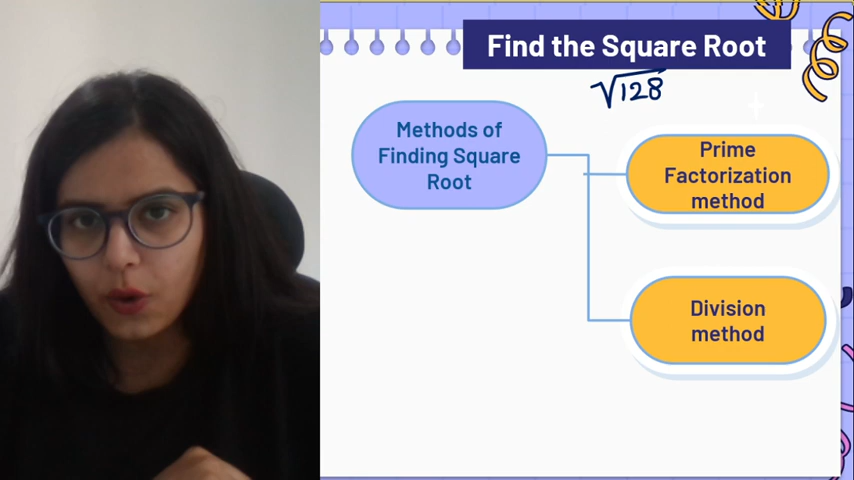 Find the Square Root
√128
Methods of
Finding Square
Root
Prime
Factorization
method
Division
method